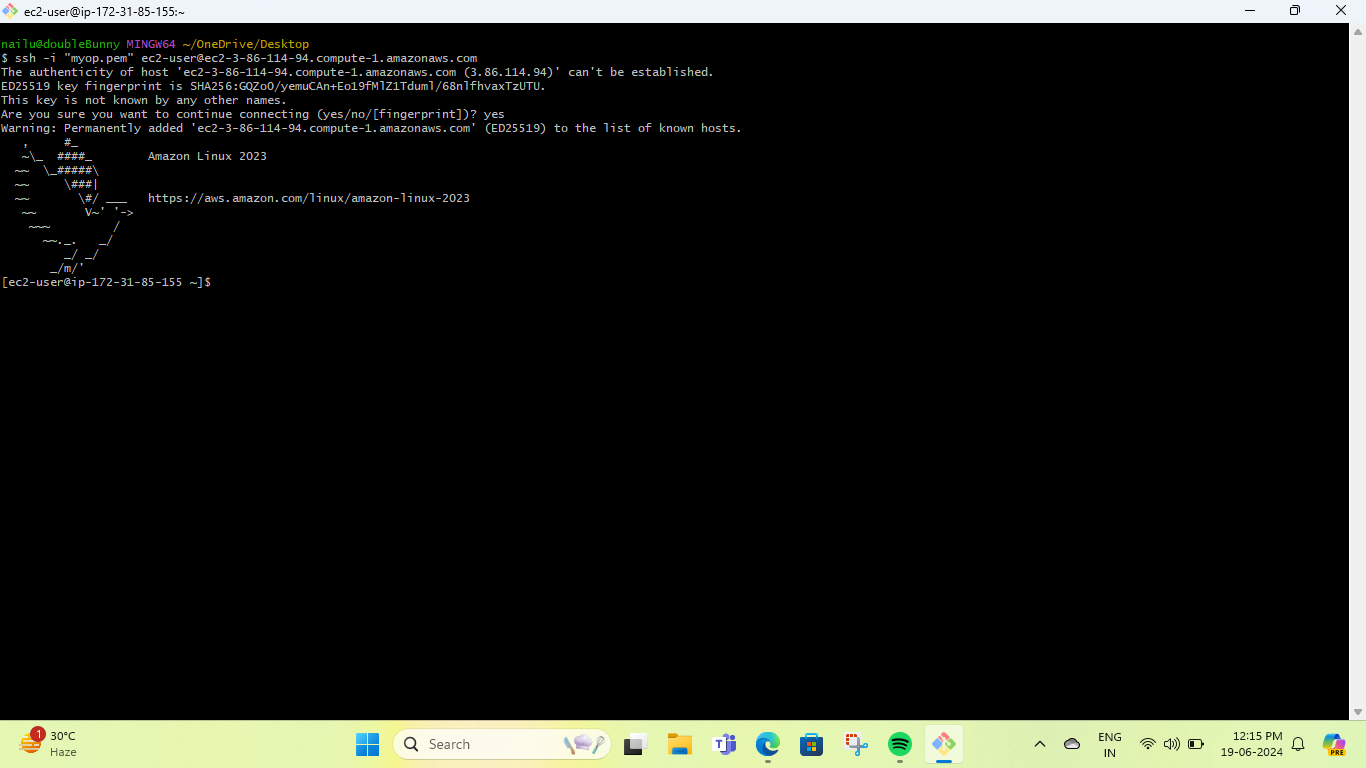 ec2-user@ip-172-31-85-155:~
nailu@doubleBunny MINGW64 ~/OneDrive/Desktop
$ ssh -i "myop.pem" ec2-user@ec2-3-86-114-94.compute-1.amazonaws.com
The authenticity of host 'ec2-3-86-114-94.compute-1.amazonaws.com (3.86.114.94)' can't be established.
ED25519 key fingerprint is SHA256:GQZoO/yemuCAn+Eo19fMlZ1Tduml/68nlfhvaxTzUTU.
This key is not known by any other names.
Are you sure you want to continue connecting (yes/no/[fingerprint])? yes
Warning: Permanently added 'ec2-3-86-114-94.compute-1.amazonaws.com' (ED25519) to the list of known hosts.
   ,     #_
   ~\_  ####_        Amazon Linux 2023
  ~~  \_#####\
  ~~     \###|
  ~~       \#/ ___   https://aws.amazon.com/linux/amazon-linux-2023
   ~~       V~' '->
    ~~~         /
      ~~._.   _/
         _/ _/
       _/m/'
[ec2-user@ip-172-31-85-155 ~]$
1
30°C
Haze
Search
ENG
IN
12:15 PM
19-06-2024
PRE